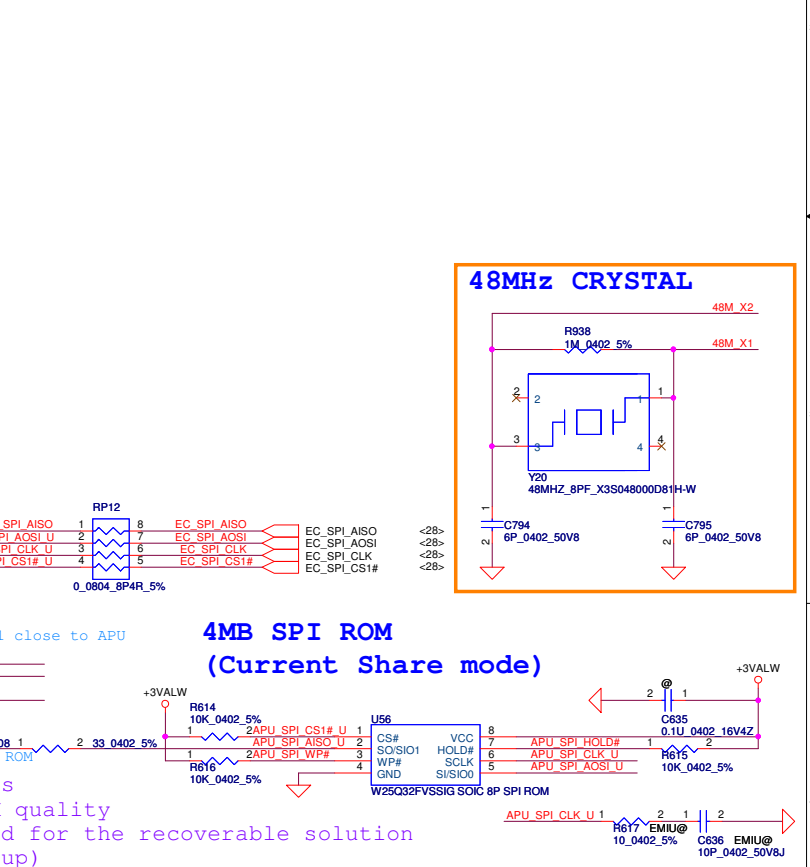 48MHz CRYSTAL
48M_X2
R938
1M_0402_5%
48M_X1
2
2
1
1
3
3
4
4
Y20
48MHZ_8PF_X3S048000D81H-W
1
C794
6P_0402_50V8
2
1
C795
6P_0402_50V8
2
RP12
SPI_AISO 1 8 EC_SPI_AISO EC_SPI_AISO <28>
PI_AOSI_U 2 7 EC_SPI_AOSI EC_SPI_AOSI <28>
PI_CLK_U 3 6 EC_SPI_CLK EC_SPI_CLK <28>
PI_CS1#_U 4 5 EC_SPI_CS1# EC_SPI_CS1# <28>
0_0804_8P4R_5%
close to APU
4MB SPI ROM
(Current Share mode)
+3VALW
R614
10K_0402_5%
1 2 APU_SPI_CS1#_U 1
APU_SPI_AISO_U 2
1 2 APU_SPI_WP# 3
4
R616
10K_0402_5%
08 1 2 33_0402_5%
ROM
U56
CS# VCC 8
SO/SIO1 HOLD# 7 APU_SPI_HOLD#
WP# SCLK 6 APU_SPI_CLK_U
GND SI/SIO0 5 APU_SPI_AOSI_U
W25Q32FVSSIG SOIC 8P SPI ROM
+3VALW
@
2 1
C635
0.1U_0402_16V4Z
1 2
R615
10K_0402_5%
s
quality
d for the recoverable solution
up)
APU_SPI_CLK_U 1 2 1 2
R617 EMIU@
10_0402_5%
C636 EMIU@
10P_0402_50V8J